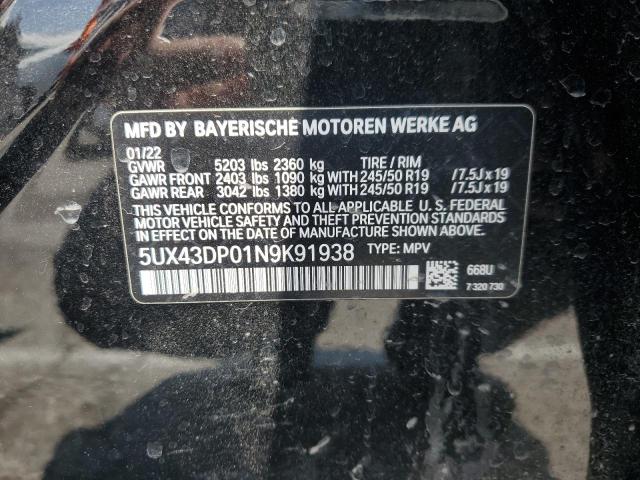 MFD BY BAYERISCHE MOTOREN WERKE AG
01/22
GVWR 5203 lbs 2360 kg TIRE / RIM
GAWR FRONT 2403 lbs 1090 kg WITH 245/50 R19 /7.5J x 19
GAWR REAR 3042 lbs 1380 kg WITH 245/50 R19 /7.5J x 19
THIS VEHICLE CONFORMS TO ALL APPLICABLE U. S. FEDERAL
MOTOR VEHICLE SAFETY AND THEFT PREVENTION STANDARDS
IN EFFECT ON THE DATE OF MANUFACTURE SHOWN ABOVE.
5UX43DP01N9K91938 TYPE: MPV
668U
7 320 730